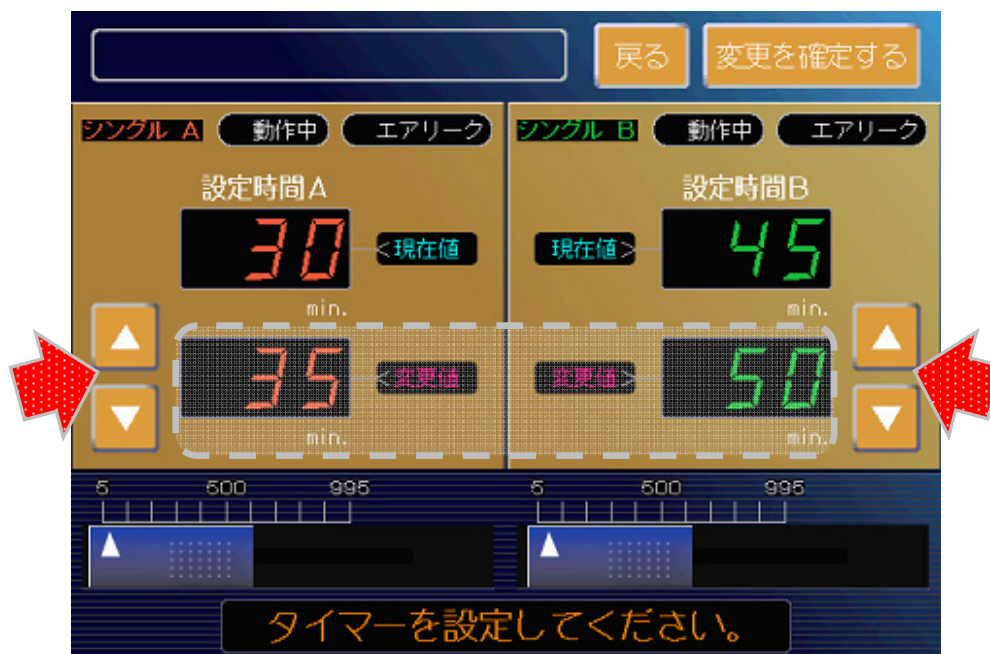 戻る 変更を確定する
シングル A 動作中 エアリーク シングル B 動作中 エアリーク
設定時間A 設定時間B
30 <現在値 現在値> 45
min. min.
35 <変更値 変更値> 50
min. min.
5 500 995 5 500 995
タイマーを設定してください。